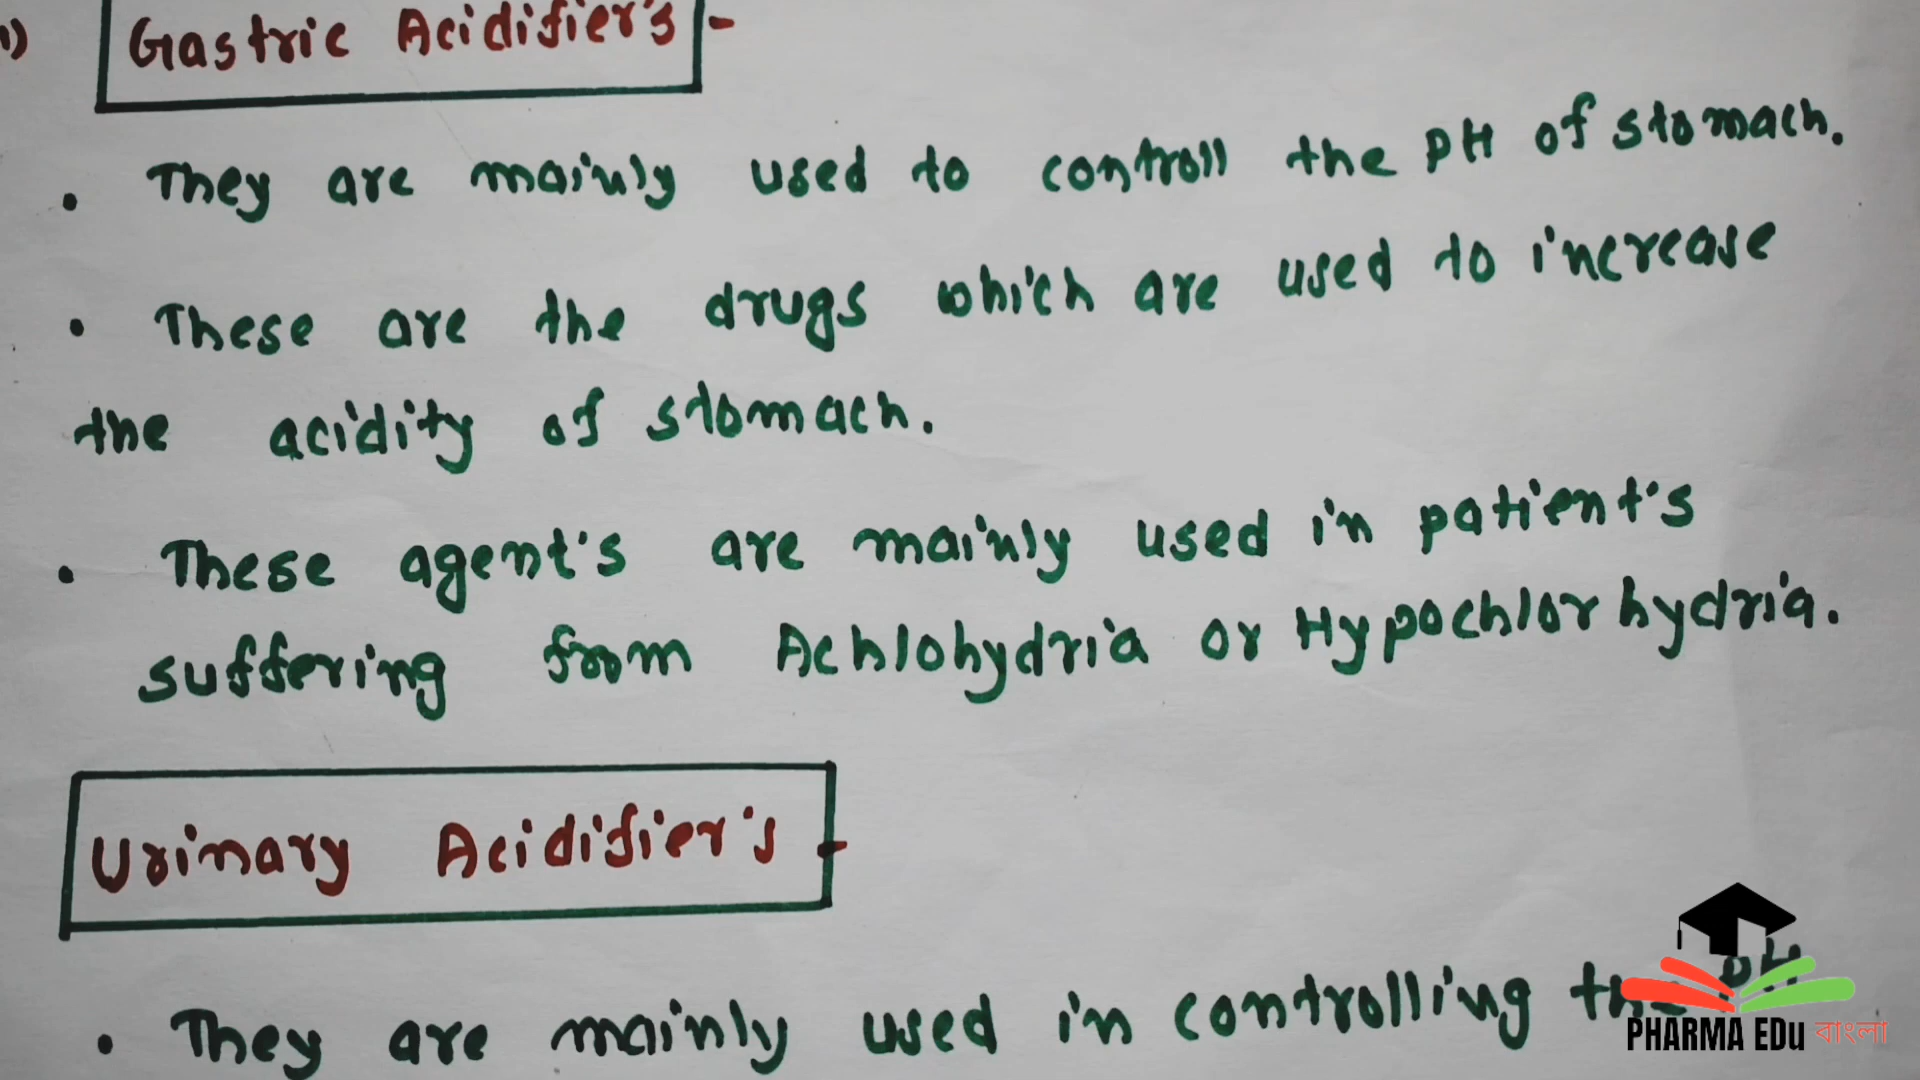 1) Gastric Acidifier's -
• They are mainly used to controll the pH of stomach.
• These are the drugs which are used to increase
the acidity of stomach.
• These agent's are mainly used in patient's
suffering from Achlohydria or Hypochlorhydria.
Urinary Acidifier's -
• They are mainly used in controlling the pH
PHARMA EDu বাংলা